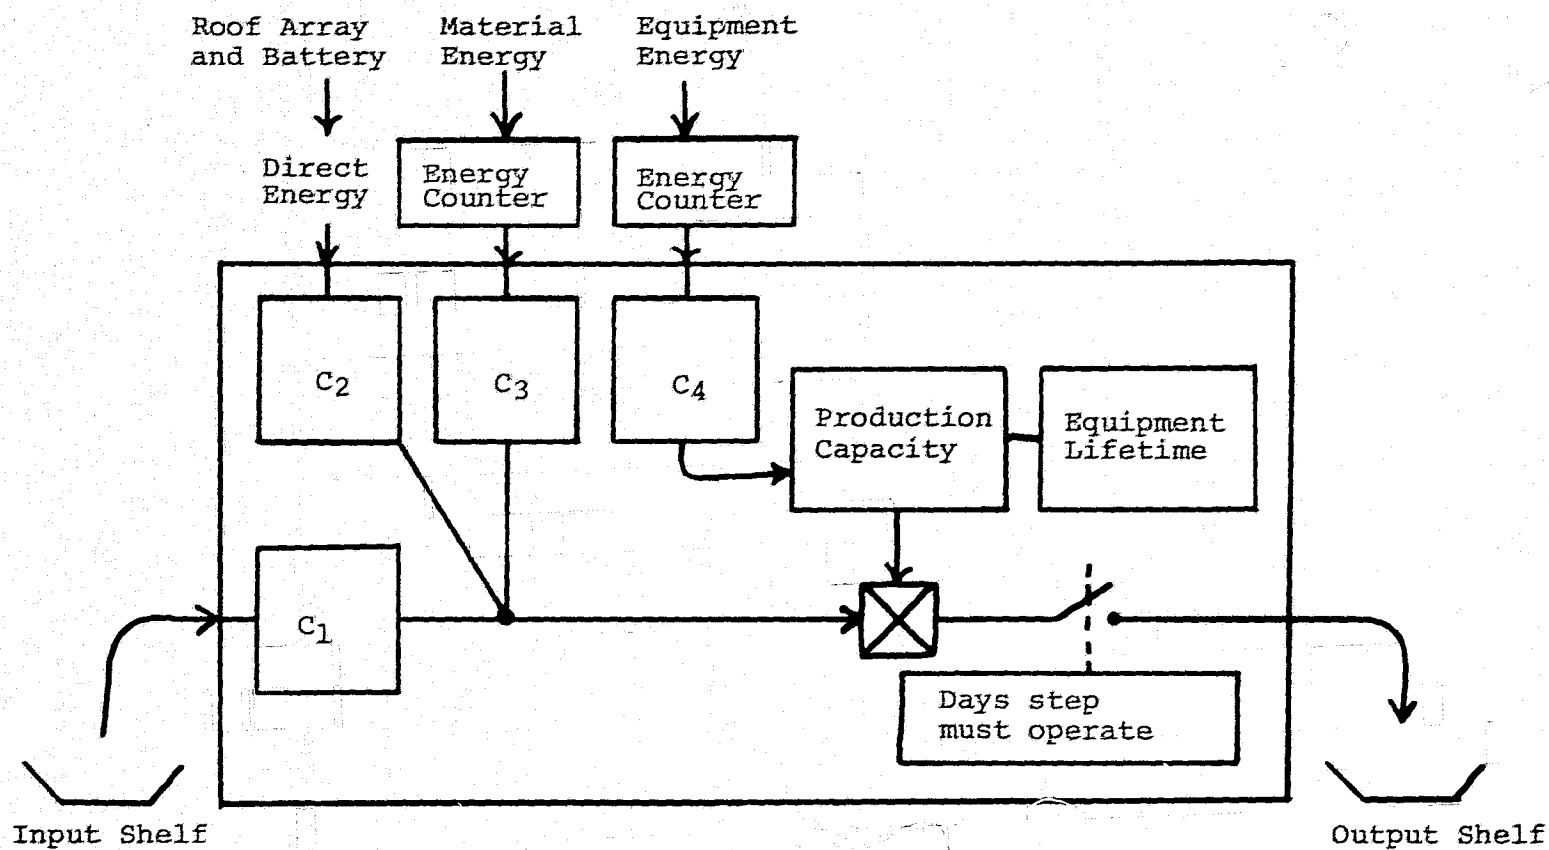 Roof Array
and Battery
Material
Energy
Equipment
Energy
Direct
Energy
Energy
Counter
Energy
Counter
C2
C3
C4
Production
Capacity
Equipment
Lifetime
C1
Days step
must operate
Input Shelf
Output Shelf